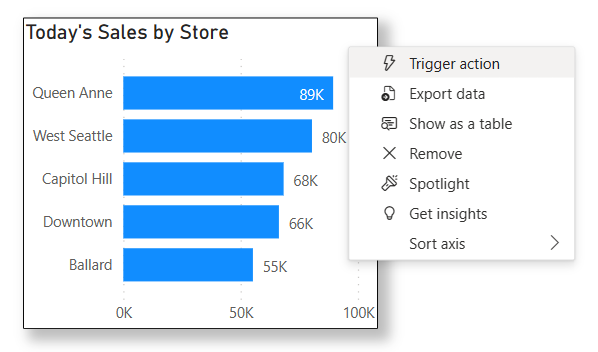 Today's Sales by Store
Queen Anne 89K
West Seattle 80K
Capitol Hill 68K
Downtown 66K
Ballard 55K
0K 50K 100K
Trigger action
Export data
Show as a table
Remove
Spotlight
Get insights
Sort axis